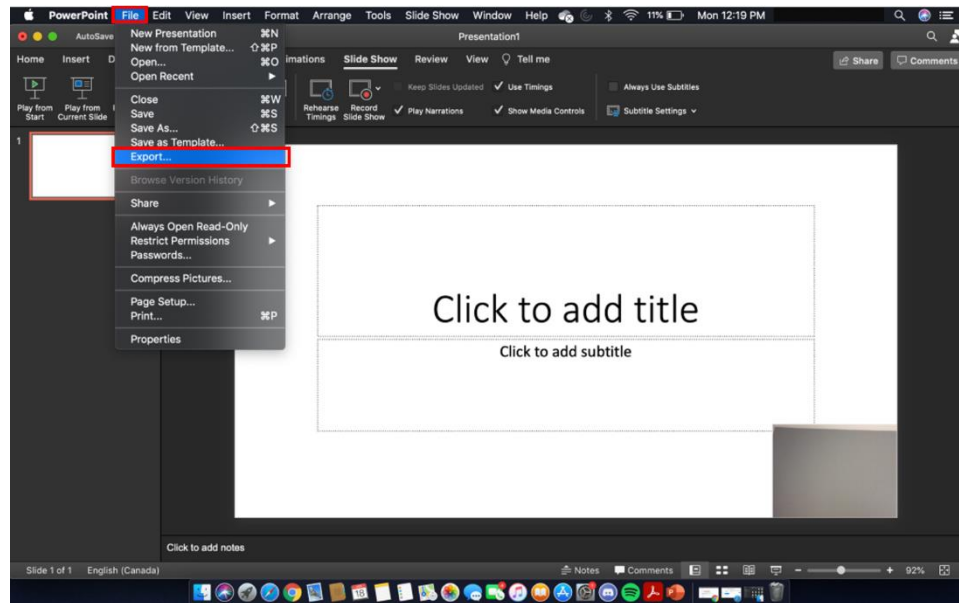 PowerPoint File Edit View Insert Format Arrange Tools Slide Show Window Help 11% Mon 12:19 PM
AutoSave Presentation1
Home Insert D imations Slide Show Review View Tell me Share Comments
Play from Start
Play from Current Slide
Rehearse Timings
Record Slide Show
Keep Slides Updated
Use Timings
Play Narrations
Show Media Controls
Always Use Subtitles
Subtitle Settings
New Presentation ⌘N
New from Template... ⇧⌘P
Open... ⌘O
Open Recent
Close ⌘W
Save ⌘S
Save As... ⇧⌘S
Save as Template...
Export...
Browse Version History
Share
Always Open Read-Only
Restrict Permissions
Passwords...
Compress Pictures...
Page Setup...
Print... ⌘P
Properties
1
Click to add title
Click to add subtitle
Click to add notes
Slide 1 of 1 English (Canada) Notes Comments 92%
18